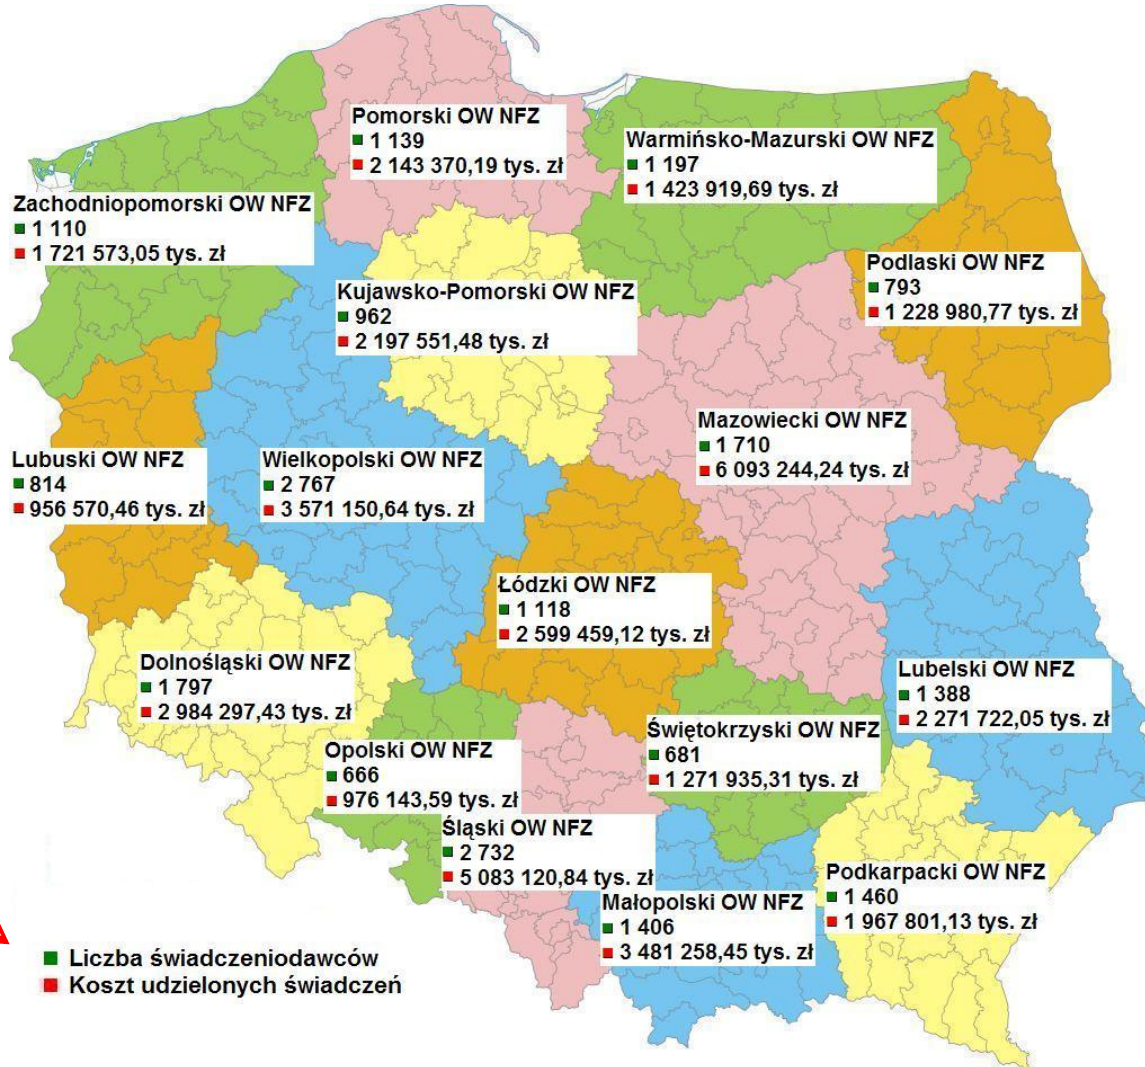 Pomorski OW NFZ
1 139
2 143 370,19 tys. zł
Warmińsko-Mazurski OW NFZ
1 197
1 423 919,69 tys. zł
Zachodniopomorski OW NFZ
1 110
1 721 573,05 tys. zł
Podlaski OW NFZ
793
1 228 980,77 tys. zł
Kujawsko-Pomorski OW NFZ
962
2 197 551,48 tys. zł
Mazowiecki OW NFZ
1 710
6 093 244,24 tys. zł
Lubuski OW NFZ
814
956 570,46 tys. zł
Wielkopolski OW NFZ
2 767
3 571 150,64 tys. zł
Łódzki OW NFZ
1 118
2 599 459,12 tys. zł
Dolnośląski OW NFZ
1 797
2 984 297,43 tys. zł
Lubelski OW NFZ
1 388
2 271 722,05 tys. zł
Opolski OW NFZ
666
976 143,59 tys. zł
Świętokrzyski OW NFZ
681
1 271 935,31 tys. zł
Śląski OW NFZ
2 732
5 083 120,84 tys. zł
Małopolski OW NFZ
1 406
3 481 258,45 tys. zł
Podkarpacki OW NFZ
1 460
1 967 801,13 tys. zł
Liczba świadczeniodawców
Koszt udzielonych świadczeń